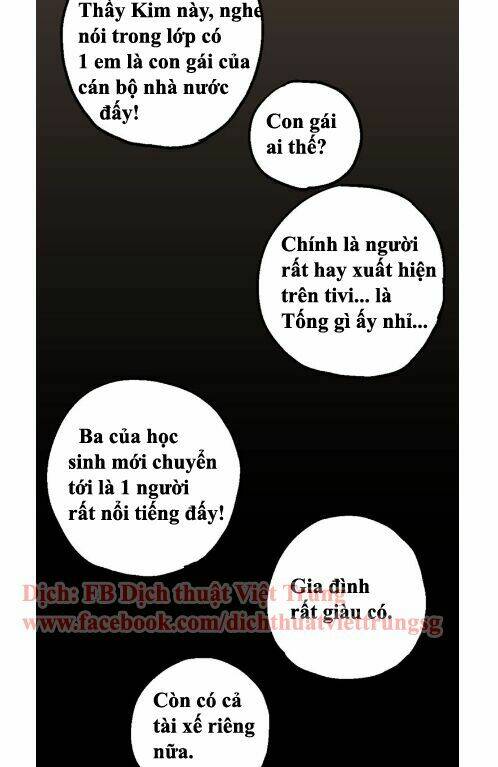 Thầy Kim này, nghe
nói trong lớp có
1 em là con gái của
cán bộ nhà nước
đấy!
Con gái
ai thế?
Chính là người
rất hay xuất hiện
trên tivi... là
Tống gì ấy nhỉ...
Ba của học
sinh mới chuyển
tới là 1 người
rất nổi tiếng đấy!
Gia đình
rất giàu có.
Dịch: FB Dịch thuật Việt Trung
www.facebook.com/dichthuatviettrungsg
Còn có cả
tài xế riêng
nữa.